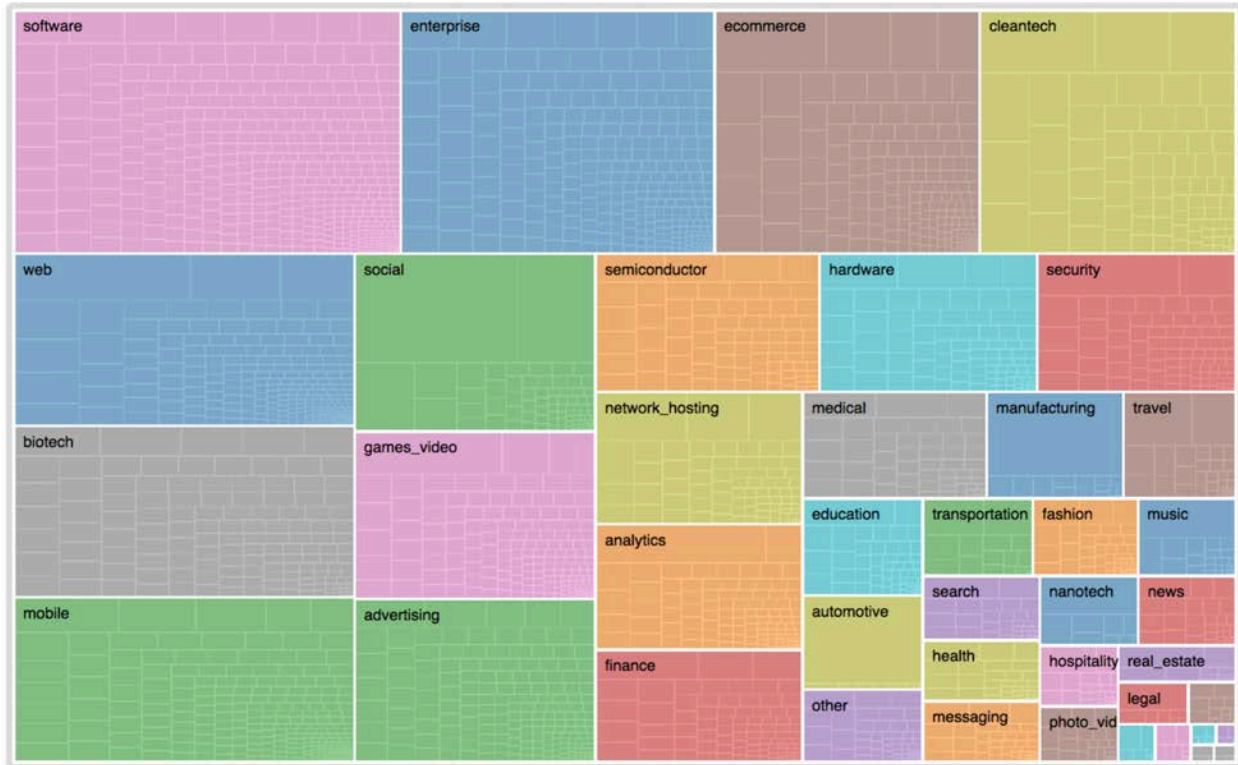 software
enterprise
ecommerce
cleantech
web
social
semiconductor
hardware
security
biotech
games_video
network_hosting
medical
manufacturing
travel
education
transportation
fashion
music
analytics
search
nanotech
news
mobile
advertising
automotive
finance
health
hospitality
real_estate
other
messaging
photo_vid
legal